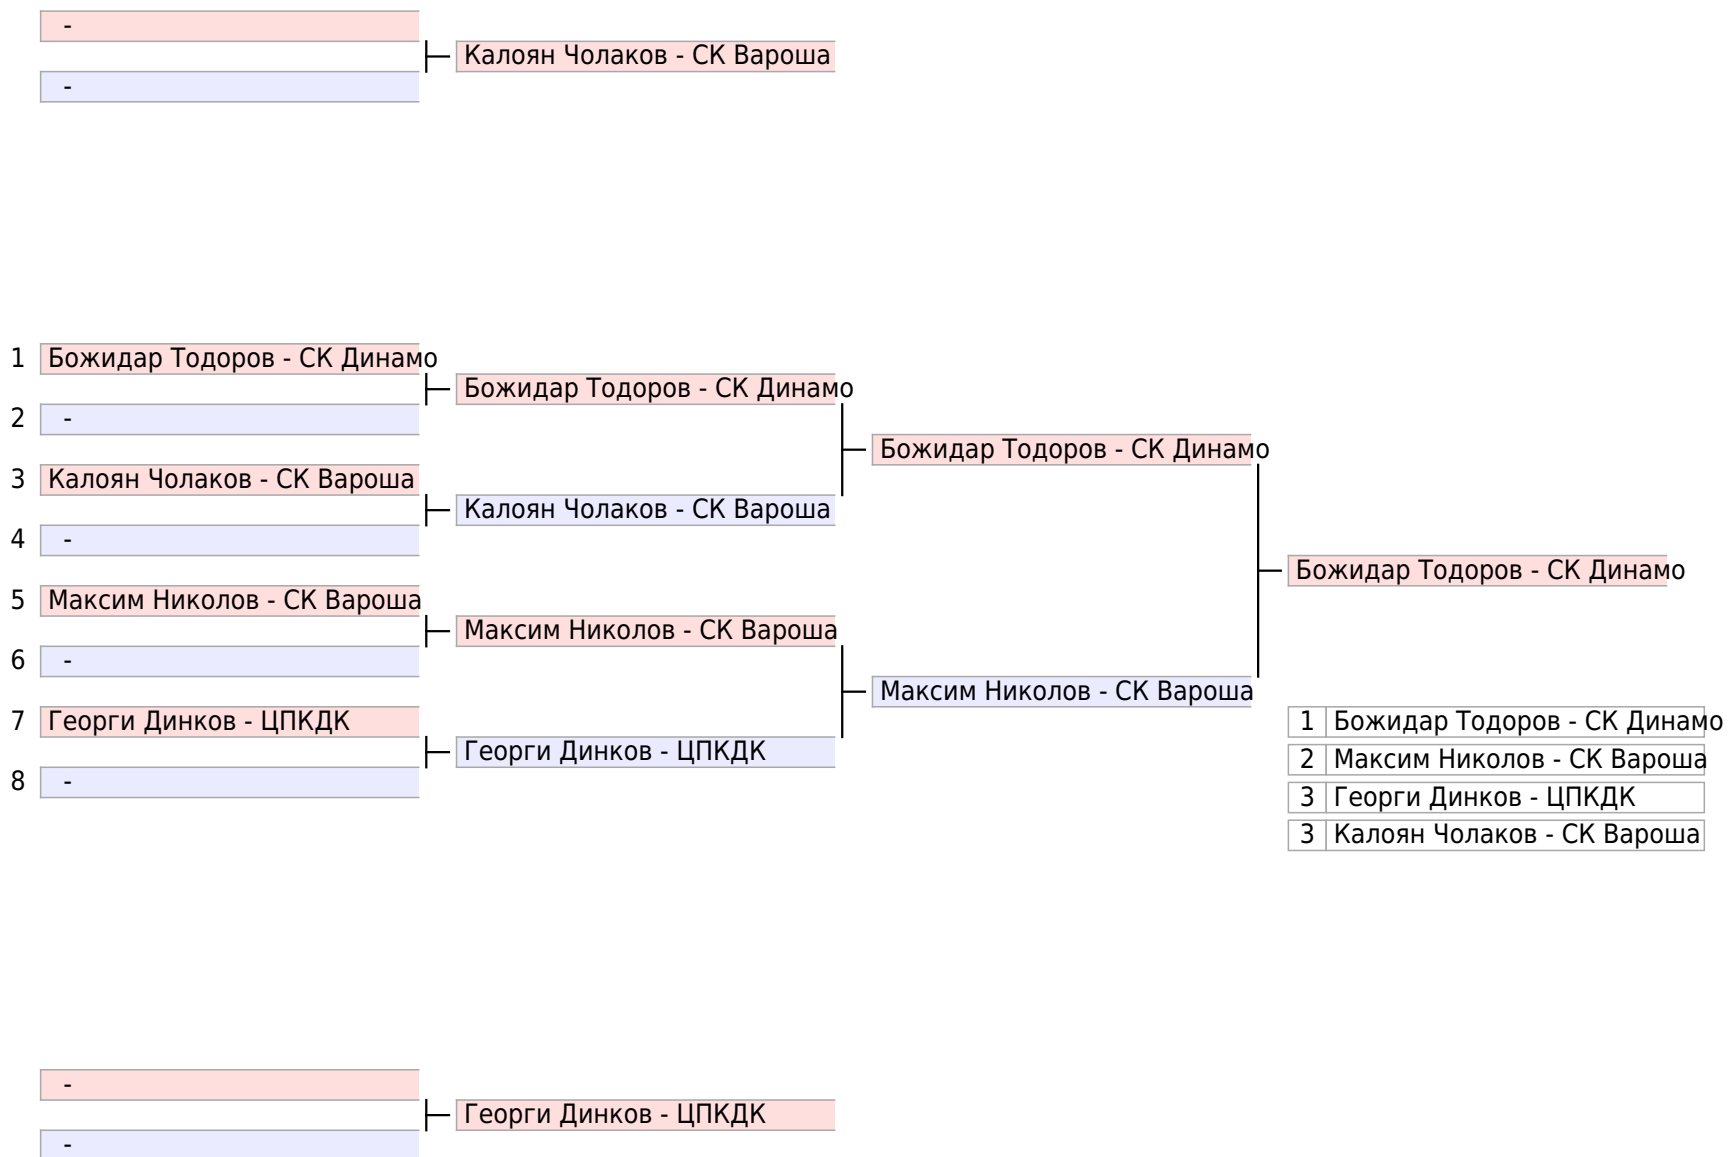 -
Калоян Чолаков - СК Вароша
-
1 Божидар Тодоров - СК Динамо
Божидар Тодоров - СК Динамо
2 -
Божидар Тодоров - СК Динамо
3 Калоян Чолаков - СК Вароша
Калоян Чолаков - СК Вароша
4 -
Божидар Тодоров - СК Динамо
5 Максим Николов - СК Вароша
Максим Николов - СК Вароша
6 -
Максим Николов - СК Вароша
7 Георги Динков - ЦПКДК
Георги Динков - ЦПКДК
8 -
1 Божидар Тодоров - СК Динамо
2 Максим Николов - СК Вароша
3 Георги Динков - ЦПКДК
3 Калоян Чолаков - СК Вароша
-
Георги Динков - ЦПКДК
-